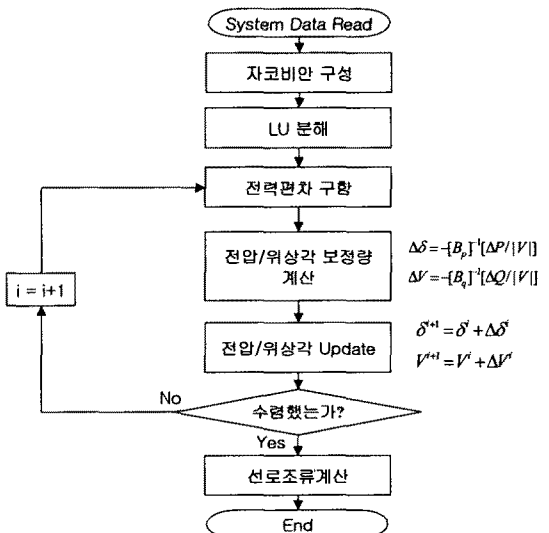 System Data Read
자코비안 구성
LU 분해
전력편차 구함
전압/위상각 보정량
계산
Δδ = -[B_p]^-1[ΔP/|V|]
ΔV = -[B_q]^-1[ΔQ/|V|]
i = i+1
전압/위상각 Update
δ^i+1 = δ^i + Δδ^i
V^i+1 = V^i + ΔV^i
No
수령했는가?
Yes
선로조류계산
End